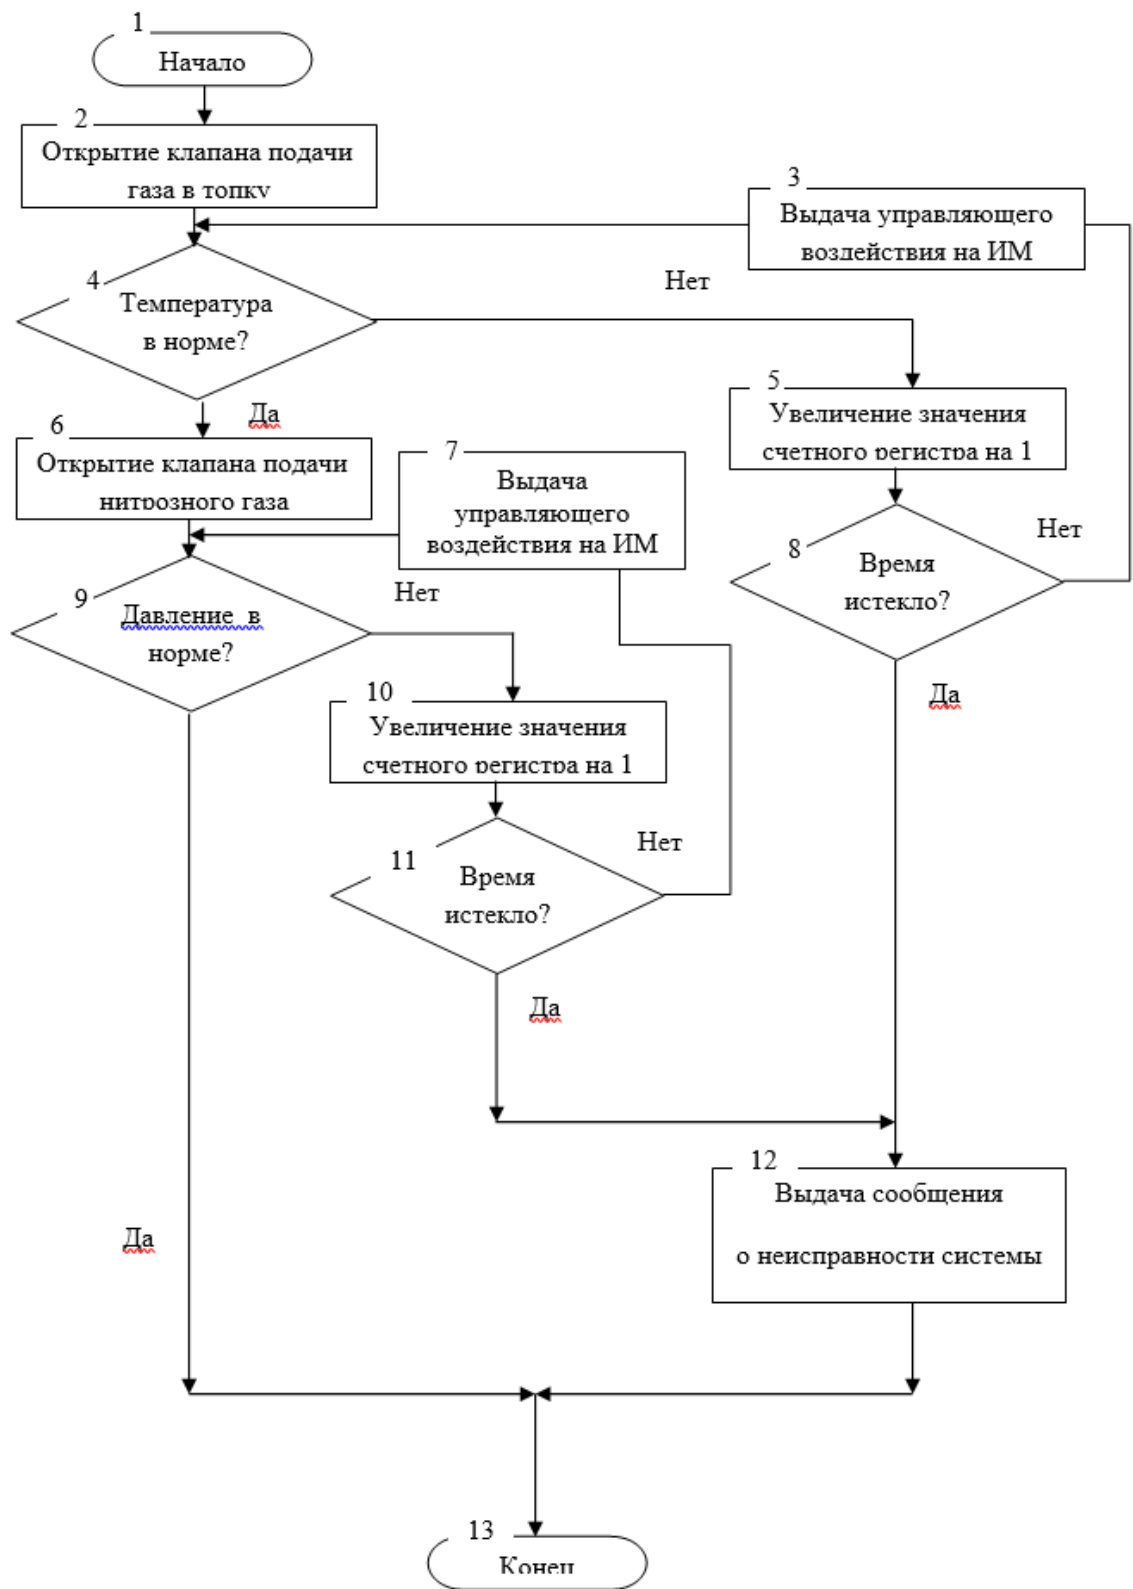 1
Начало
2
Открытие клапана подачи
газа в топку
3
Выдача управляющего
воздействия на ИМ
4
Температура
в норме?
Нет
Да
5
Увеличение значения
счетного регистра на 1
6
Открытие клапана подачи
нитрозного газа
7
Выдача
управляющего
воздействия на ИМ
8
Время
истекло?
Нет
Да
9
Давление в
норме?
Нет
Да
10
Увеличение значения
счетного регистра на 1
11
Время
истекло?
Нет
Да
12
Выдача сообщения
о неисправности системы
13
Конец